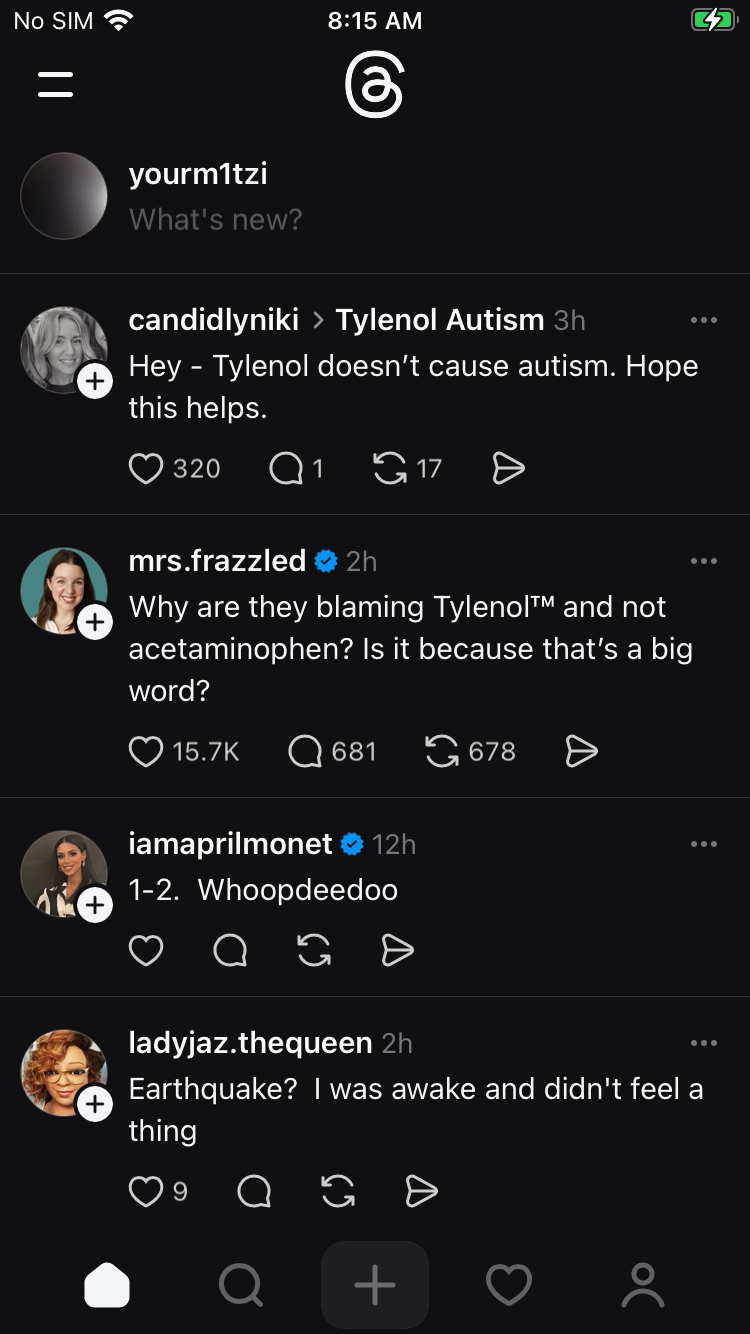 No SIM 8:15 AM
yourm1tzi
What's new?
candidlyniki > Tylenol Autism 3h
Hey - Tylenol doesn’t cause autism. Hope
this helps.
320 1 17
mrs.frazzled 2h
Why are they blaming Tylenol™ and not
acetaminophen? Is it because that’s a big
word?
15.7K 681 678
iamaprilmonet 12h
1-2.  Whoopdeedoo
ladyjaz.thequeen 2h
Earthquake?  I was awake and didn't feel a
thing
9